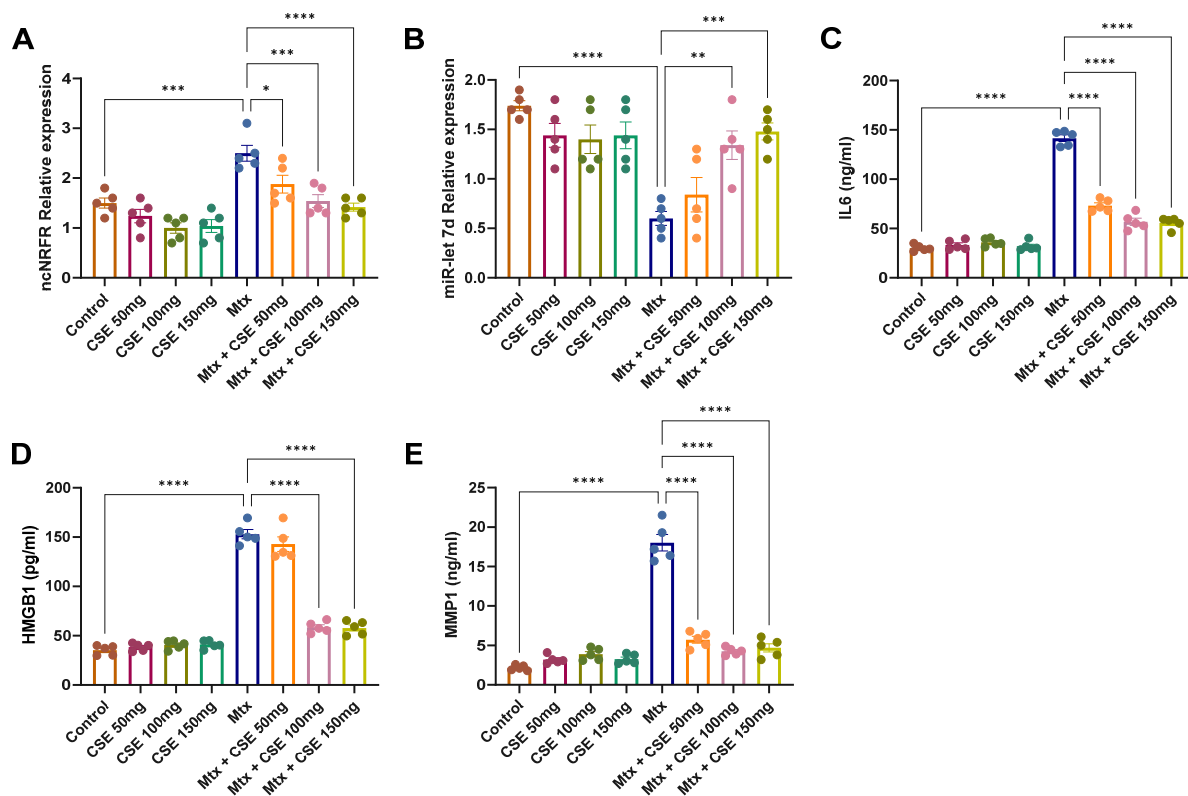 A
ncNRFR Relative expression
4
3
2
1
0
***
*
***
****
Control
CSE 50mg
CSE 100mg
CSE 150mg
Mtx
Mtx + CSE 50mg
Mtx + CSE 100mg
Mtx + CSE 150mg
B
miR-let 7d Relative expression
2.0
1.5
1.0
0.5
0.0
****
**
***
Control
CSE 50mg
CSE 100mg
CSE 150mg
Mtx
Mtx + CSE 50mg
Mtx + CSE 100mg
Mtx + CSE 150mg
C
IL6 (ng/ml)
200
150
100
50
0
****
****
****
****
Control
CSE 50mg
CSE 100mg
CSE 150mg
Mtx
Mtx + CSE 50mg
Mtx + CSE 100mg
Mtx + CSE 150mg
D
HMGB1 (pg/ml)
200
150
100
50
0
****
****
****
Control
CSE 50mg
CSE 100mg
CSE 150mg
Mtx
Mtx + CSE 50mg
Mtx + CSE 100mg
Mtx + CSE 150mg
E
MMP1 (ng/ml)
25
20
15
10
5
0
****
****
****
****
Control
CSE 50mg
CSE 100mg
CSE 150mg
Mtx
Mtx + CSE 50mg
Mtx + CSE 100mg
Mtx + CSE 150mg